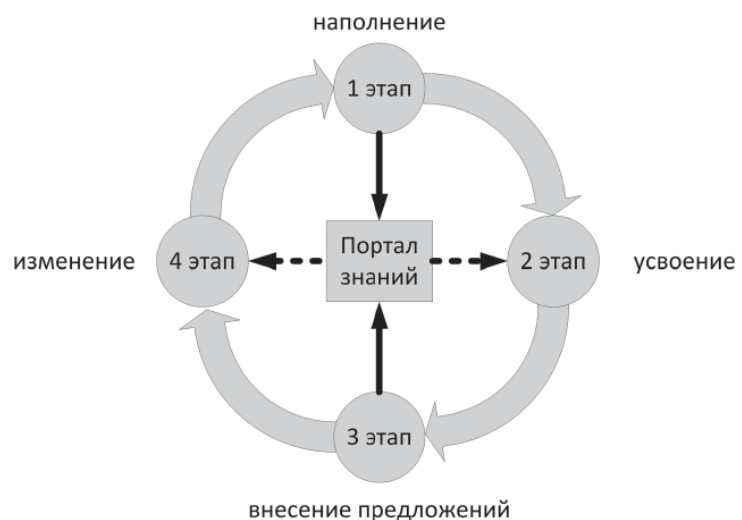 наполнение
1 этап
Портал
знаний
изменение
4 этап
2 этап
усвоение
3 этап
внесение предложений